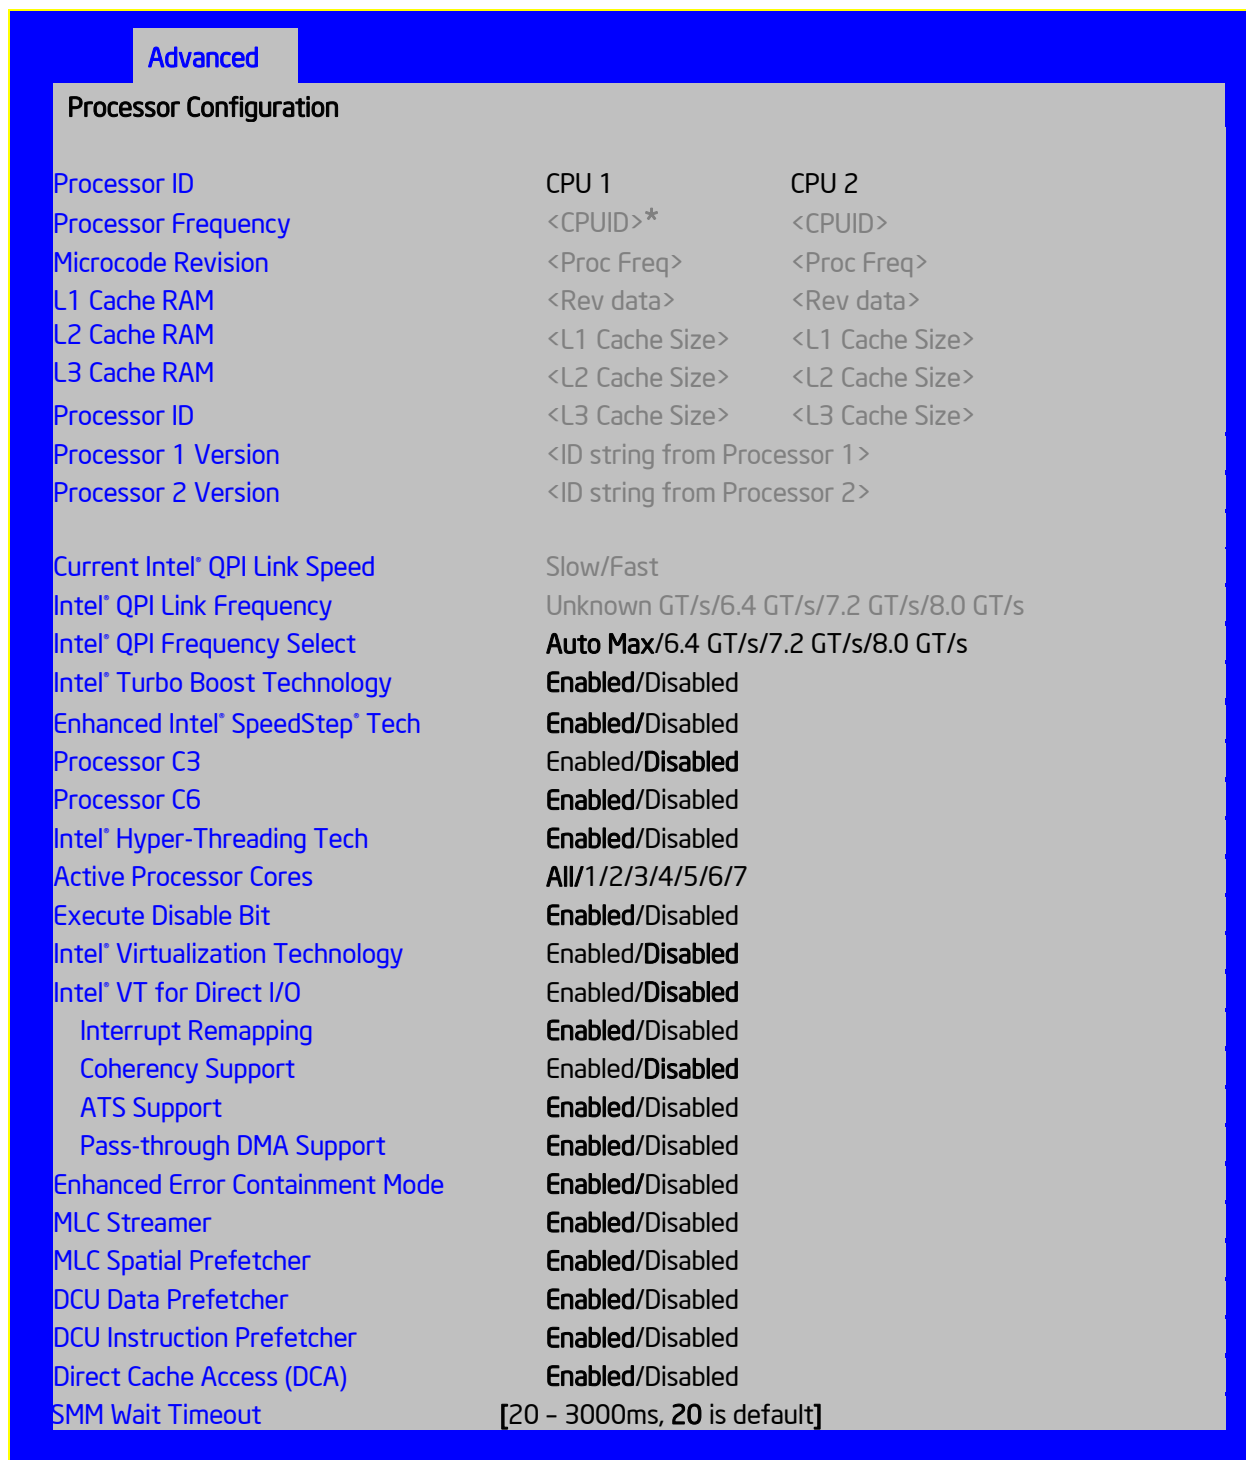 Advanced
Processor Configuration
Processor ID CPU 1 CPU 2
Processor Frequency <CPUID>* <CPUID>
Microcode Revision <Proc Freq> <Proc Freq>
L1 Cache RAM <Rev data> <Rev data>
L2 Cache RAM <L1 Cache Size> <L1 Cache Size>
L3 Cache RAM <L2 Cache Size> <L2 Cache Size>
Processor ID <L3 Cache Size> <L3 Cache Size>
Processor 1 Version <ID string from Processor 1>
Processor 2 Version <ID string from Processor 2>
Current Intel® QPI Link Speed Slow/Fast
Intel® QPI Link Frequency Unknown GT/s/6.4 GT/s/7.2 GT/s/8.0 GT/s
Intel® QPI Frequency Select Auto Max/6.4 GT/s/7.2 GT/s/8.0 GT/s
Intel® Turbo Boost Technology Enabled/Disabled
Enhanced Intel® SpeedStep® Tech Enabled/Disabled
Processor C3 Enabled/Disabled
Processor C6 Enabled/Disabled
Intel® Hyper-Threading Tech Enabled/Disabled
Active Processor Cores All/1/2/3/4/5/6/7
Execute Disable Bit Enabled/Disabled
Intel® Virtualization Technology Enabled/Disabled
Intel® VT for Direct I/O Enabled/Disabled
Interrupt Remapping Enabled/Disabled
Coherency Support Enabled/Disabled
ATS Support Enabled/Disabled
Pass-through DMA Support Enabled/Disabled
Enhanced Error Containment Mode Enabled/Disabled
MLC Streamer Enabled/Disabled
MLC Spatial Prefetcher Enabled/Disabled
DCU Data Prefetcher Enabled/Disabled
DCU Instruction Prefetcher Enabled/Disabled
Direct Cache Access (DCA) Enabled/Disabled
SMM Wait Timeout [20 – 3000ms, 20 is default]